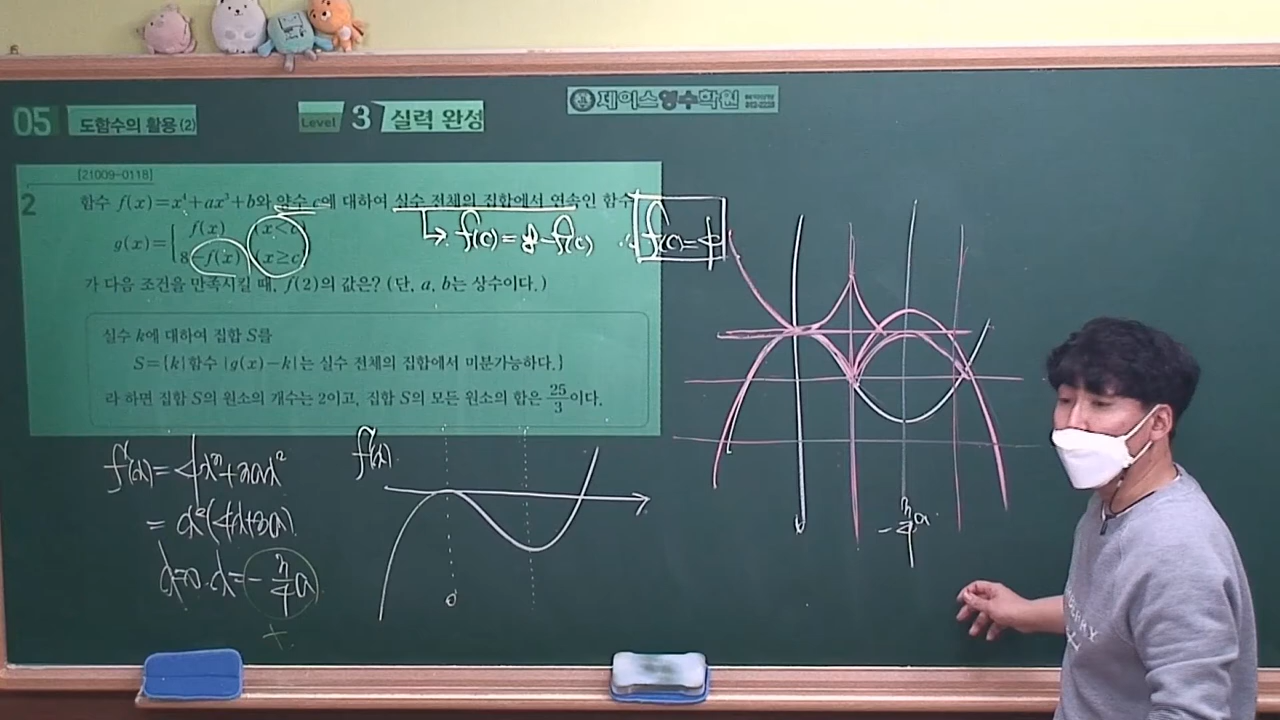 05 도함수의 활용 (2)
Level 3 실력 완성
제이스영수학원
[21009-0118]
2 함수 f(x)=x⁴+ax³+b와 양수 c에 대하여 실수 전체의 집합에서 연속인 함수
g(x)={ f(x) (x<c)
8-f(x) (x≥c)
가 다음 조건을 만족시킬 때, f(2)의 값은? (단, a, b는 상수이다.)
실수 k에 대하여 집합 S를
S={k|함수 |g(x)-k|는 실수 전체의 집합에서 미분가능하다.}
라 하면 집합 S의 원소의 개수는 2이고, 집합 S의 모든 원소의 합은 25/3이다.
f(c)=8-f(c) ∴ f(c)=4
f'(x)=4x³+3ax²
=x²(4x+3a)
x=0. x=-3/4a
+
f'(x)
0
0
-3/4a